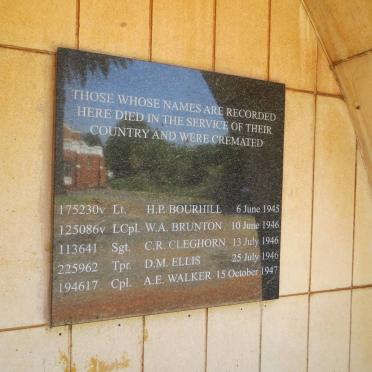 THOSE WHOSE NAMES ARE RECORDED
HERE DIED IN THE SERVICE OF THEIR
COUNTRY AND WERE CREMATED
175230v Lt. H.P. BOURHILL 6 June 1945
125086v LCpl. W.A. BRUNTON 10 June 1946
113641 Sgt. C.R. CLEGHORN 13 July 1946
225962 Tpr. D.M. ELLIS 25 July 1946
194617 Cpl. A.E. WALKER 15 October 1947